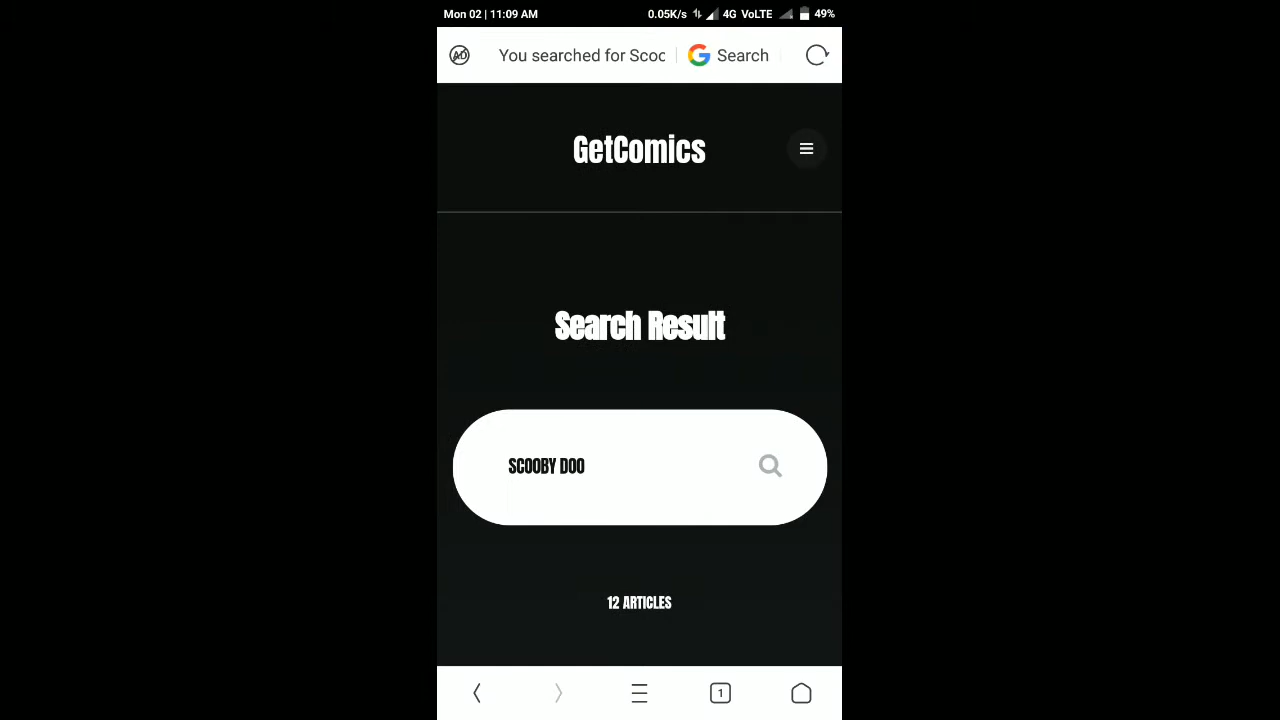 Mon 02 | 11:09 AM 0.05K/s 4G VoLTE 49%
AD You searched for Scoo Search
GetComics
Search Result
SCOOBY DOO
12 ARTICLES
1